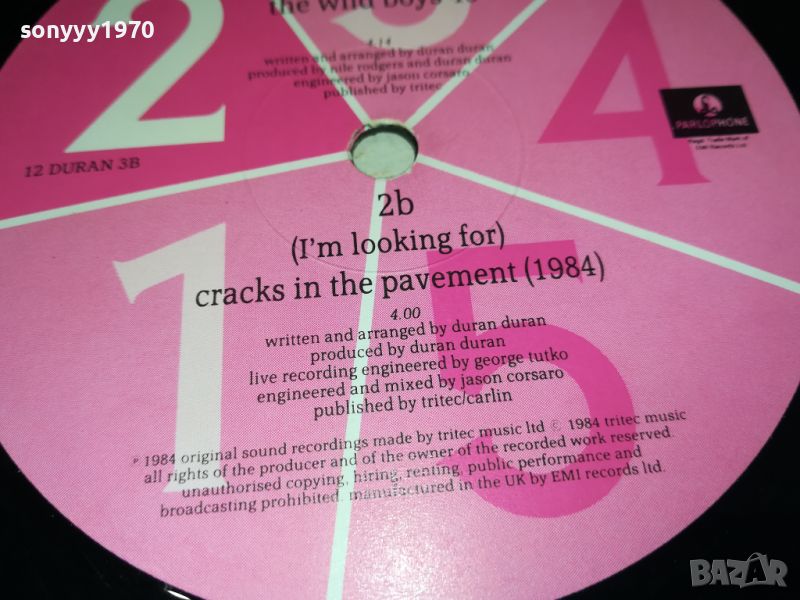 sonyyy1970
the wild boys 45
4.14
written and arranged by duran duran
produced by nile rodgers and duran duran
engineered by jason corsaro
published by tritec
2
3
4
PARLOPHONE
12 DURAN 3B
2b
(I'm looking for)
cracks in the pavement (1984)
4.00
written and arranged by duran duran
produced by duran duran
live recording engineered by george tutko
engineered and mixed by jason corsaro
published by tritec/carlin
1
5
℗ 1984 original sound recordings made by tritec music ltd © 1984 tritec music
all rights of the producer and of the owner of the recorded work reserved.
unauthorised copying, hiring, renting, public performance and
broadcasting prohibited. manufactured in the UK by EMI records ltd.
BAZAR